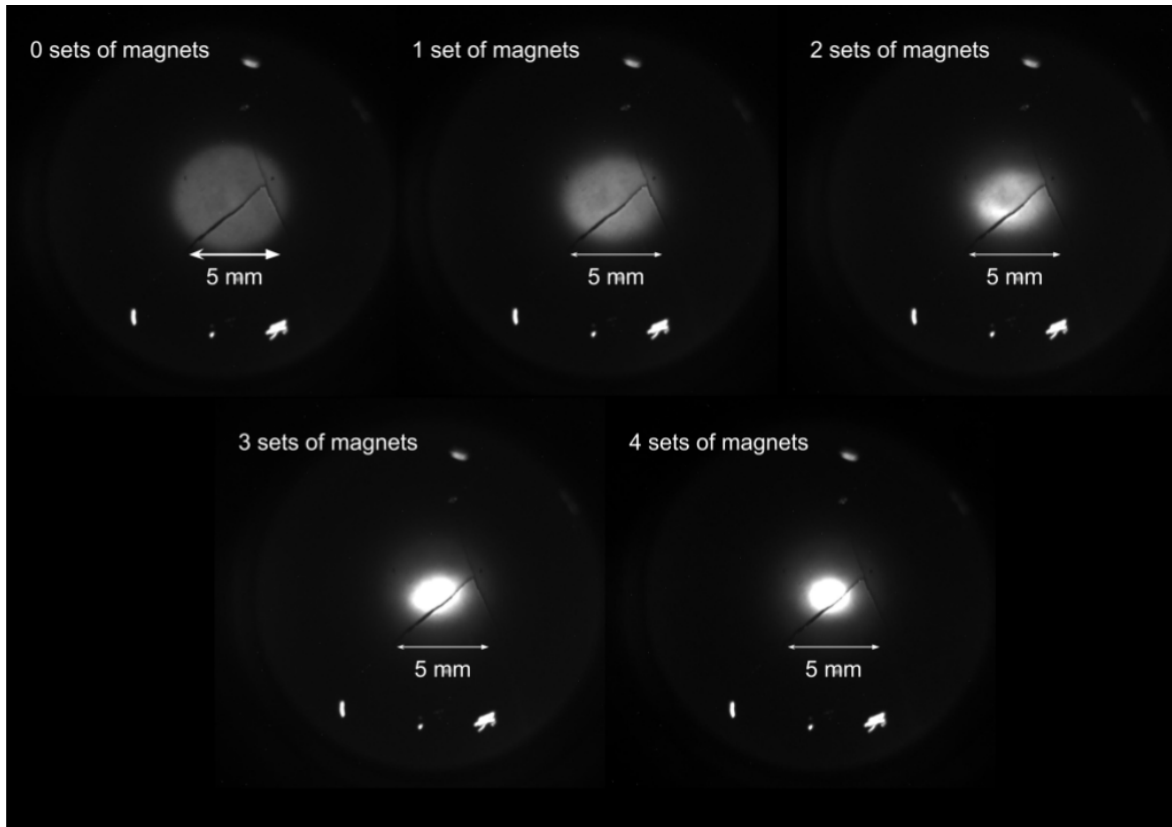 0 sets of magnets
1 set of magnets
2 sets of magnets
5 mm
5 mm
5 mm
3 sets of magnets
4 sets of magnets
5 mm
5 mm